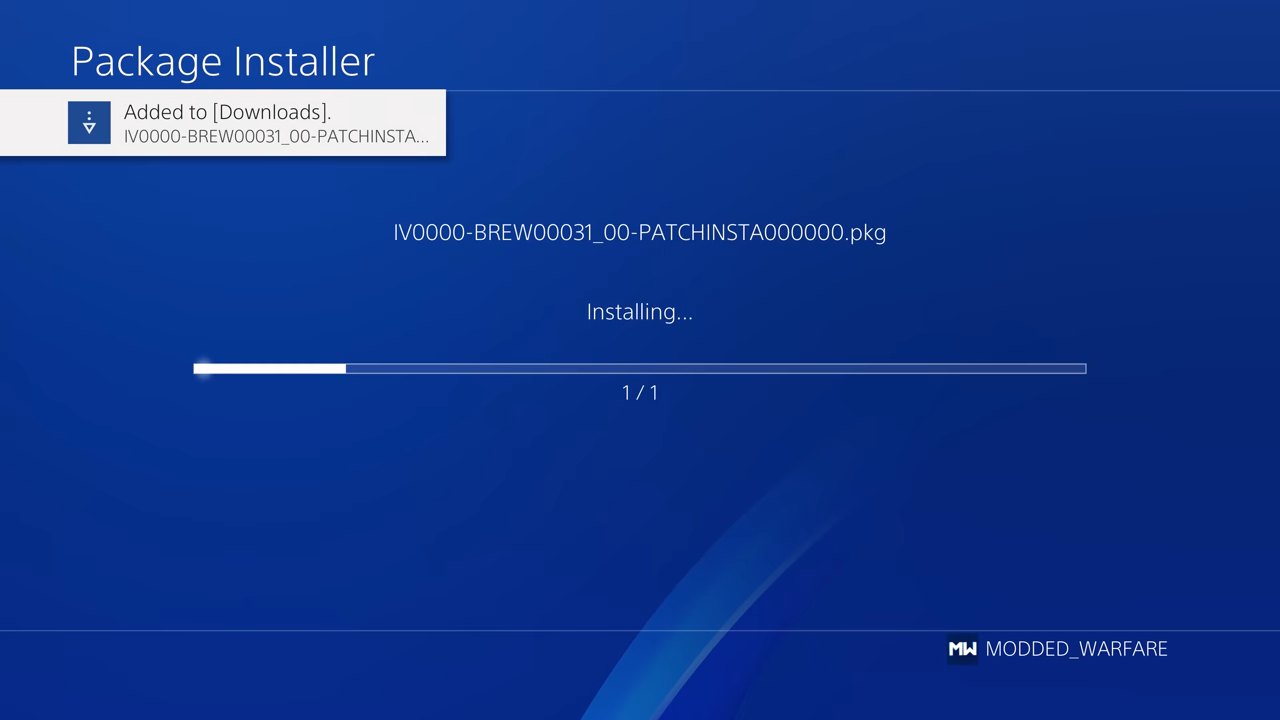 Package Installer
Added to [Downloads].
IV0000-BREW00031_00-PATCHINSTA...
IV0000-BREW00031_00-PATCHINSTA000000.pkg
Installing...
1 / 1
MW MODDED_WARFARE